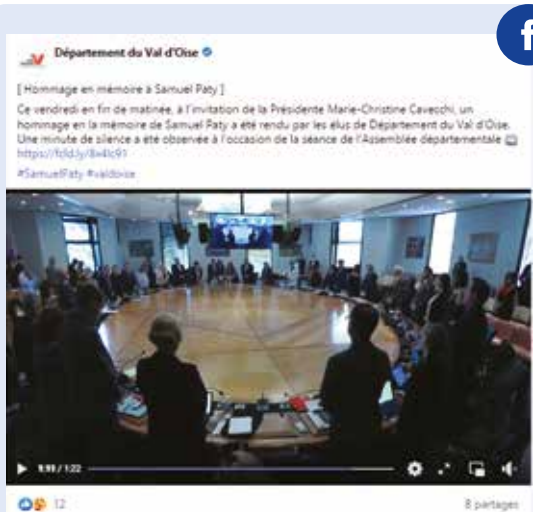 f
Département du Val d'Oise
[ Hommage en mémoire à Samuel Paty ]
Ce vendredi en fin de matinée, à l'invitation de la Présidente Marie-Christine Cavecchi, un
hommage en la mémoire de Samuel Paty a été rendu par les élus de Département du Val d'Oise.
Une minute de silence a été observée à l'occasion de la séance de l'Assemblée départementale
#SamuelPaty #valdoise
/ 1:22
12
8 partages